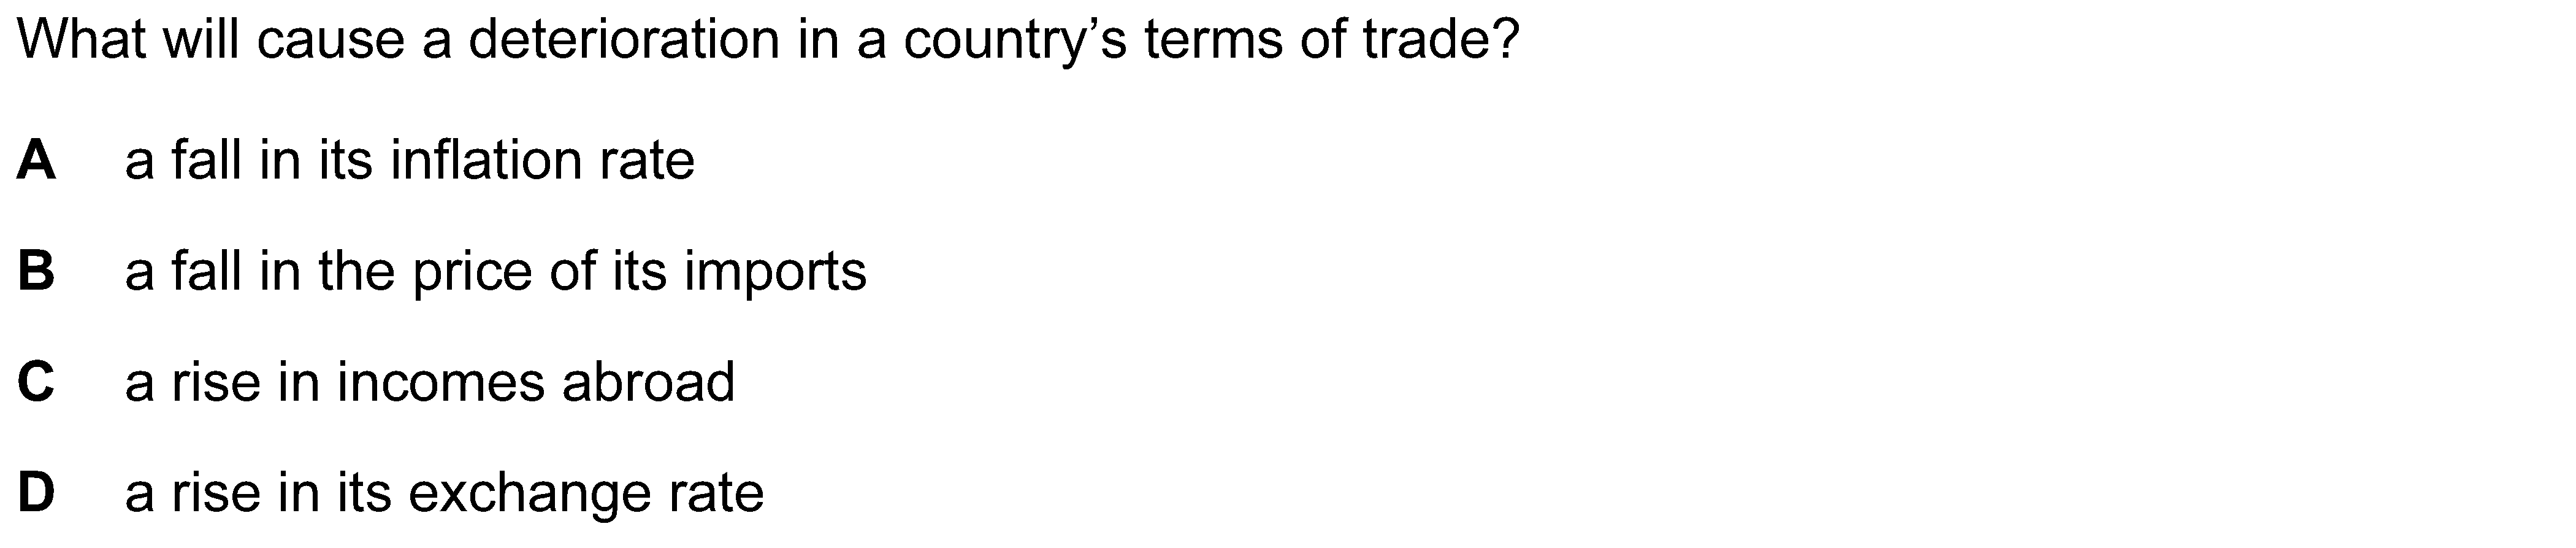 What will cause a deterioration in a country’s terms of trade?
A a fall in its inflation rate
B a fall in the price of its imports
C a rise in incomes abroad
D a rise in its exchange rate